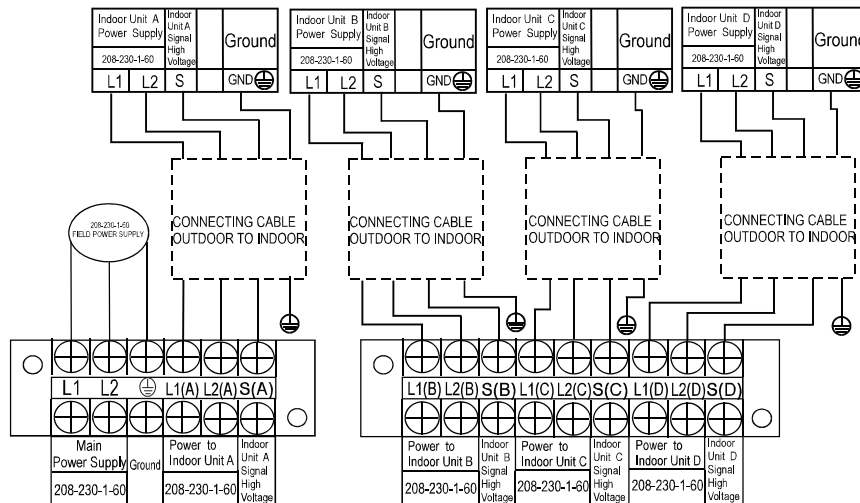 Indoor Unit A
Power Supply
208-230-1-60
Indoor
Unit A
Signal
High
Voltage
Ground
L1 L2 S GND
Indoor Unit B
Power Supply
208-230-1-60
Indoor
Unit B
Signal
High
Voltage
Ground
L1 L2 S GND
Indoor Unit C
Power Supply
208-230-1-60
Indoor
Unit C
Signal
High
Voltage
Ground
L1 L2 S GND
Indoor Unit D
Power Supply
208-230-1-60
Indoor
Unit D
Signal
High
Voltage
Ground
L1 L2 S GND
208-230-1-60
FIELD POWER SUPPLY
CONNECTING CABLE
OUTDOOR TO INDOOR
CONNECTING CABLE
OUTDOOR TO INDOOR
CONNECTING CABLE
OUTDOOR TO INDOOR
CONNECTING CABLE
OUTDOOR TO INDOOR
L1 L2 L1(A) L2(A) S(A)
Main
Power Supply
208-230-1-60
Ground
Power to
Indoor Unit A
208-230-1-60
Indoor
Unit A
Signal
High
Voltage
L1(B) L2(B) S(B) L1(C) L2(C) S(C) L1(D) L2(D) S(D)
Power to
Indoor Unit B
208-230-1-60
Indoor
Unit B
Signal
High
Voltage
Power to
Indoor Unit C
208-230-1-60
Indoor
Unit C
Signal
High
Voltage
Power to
Indoor Unit D
208-230-1-60
Indoor
Unit D
Signal
High
Voltage